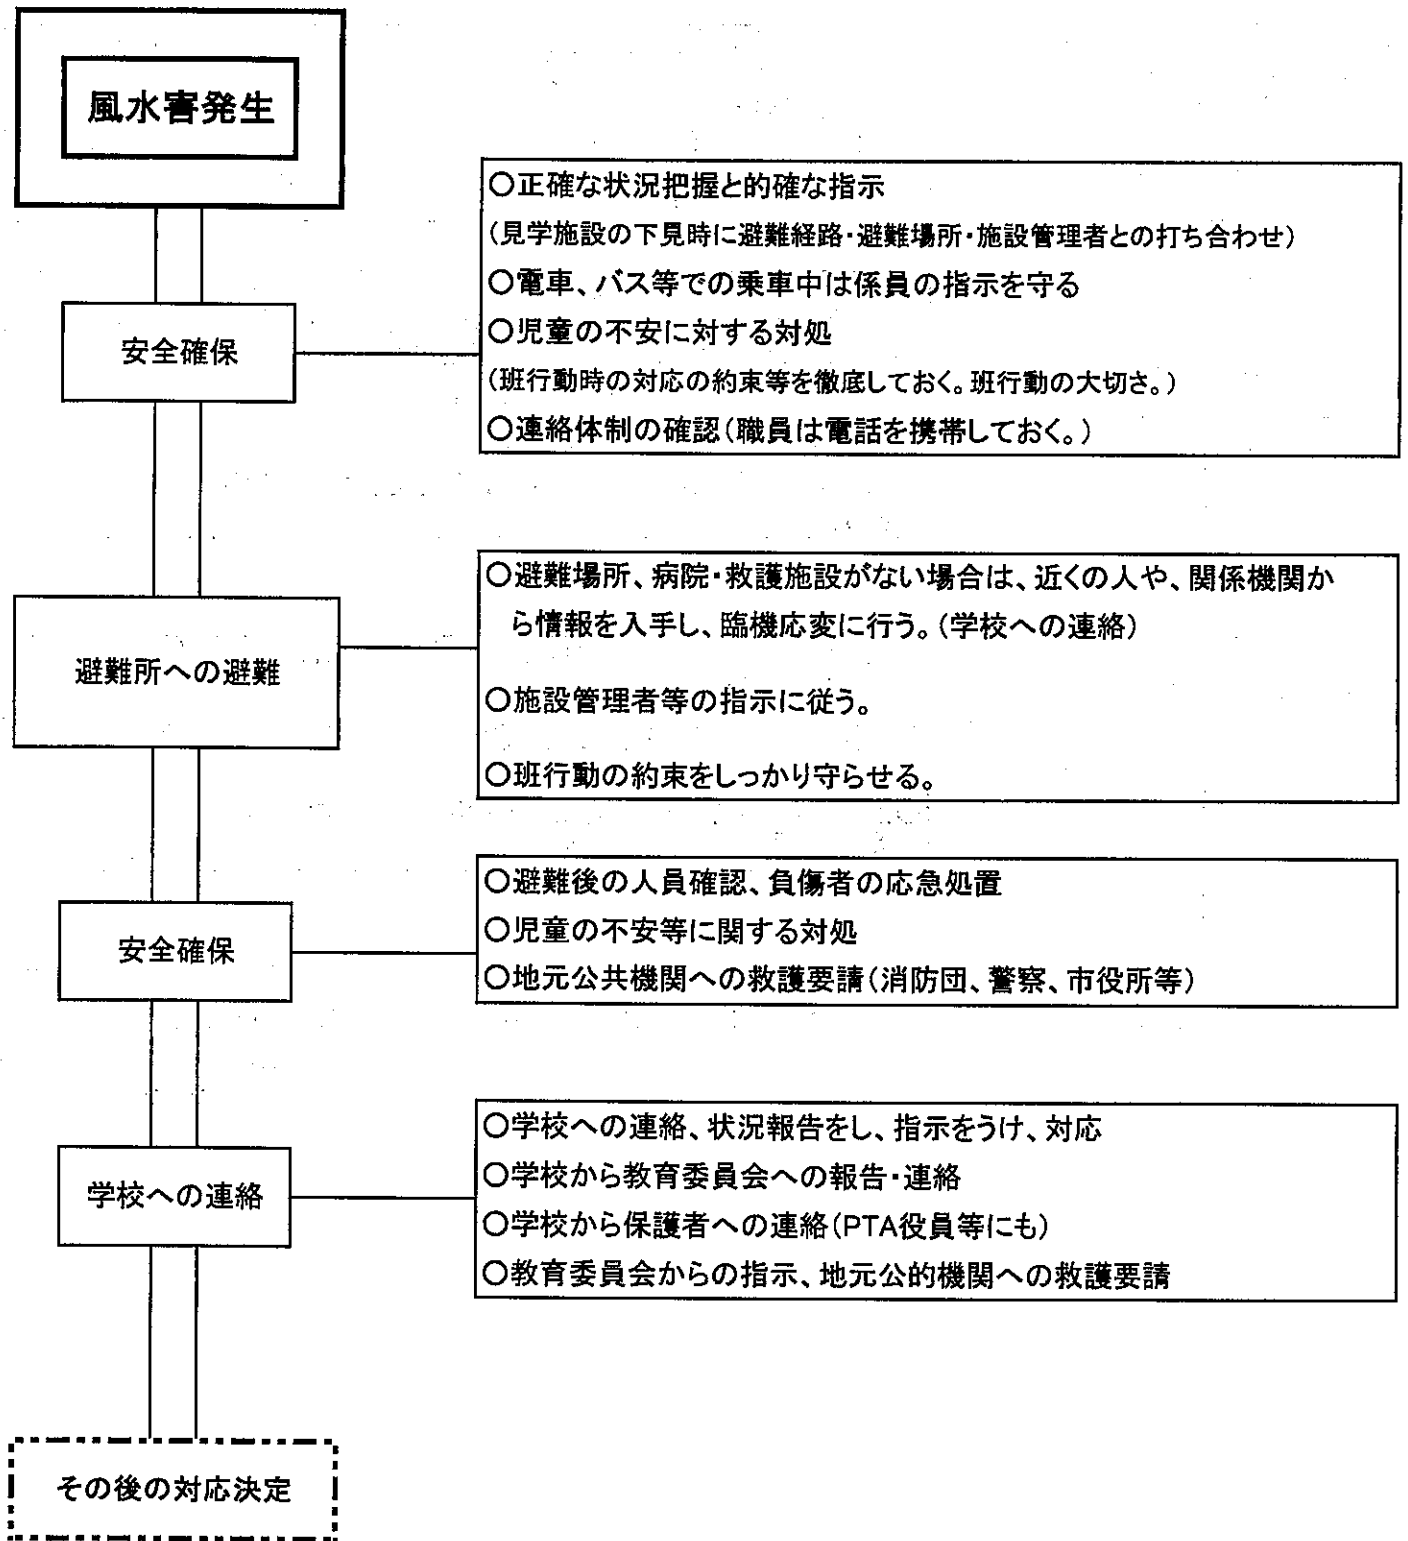 風水害発生
安全確保
○正確な状況把握と的確な指示
(見学施設の下見時に避難経路・避難場所・施設管理者との打ち合わせ)
○電車、バス等での乗車中は係員の指示を守る
○児童の不安に対する対処
(班行動時の対応の約束等を徹底しておく。班行動の大切さ。)
○連絡体制の確認(職員は電話を携帯しておく。)
避難所への避難
○避難場所、病院・救護施設がない場合は、近くの人や、関係機関か
ら情報を入手し、臨機応変に行う。(学校への連絡)
○施設管理者等の指示に従う。
○班行動の約束をしっかり守らせる。
安全確保
○避難後の人員確認、負傷者の応急処置
○児童の不安等に関する対処
○地元公共機関への救護要請(消防団、警察、市役所等)
学校への連絡
○学校への連絡、状況報告をし、指示をうけ、対応
○学校から教育委員会への報告・連絡
○学校から保護者への連絡(PTA役員等にも)
○教育委員会からの指示、地元公的機関への救護要請
その後の対応決定